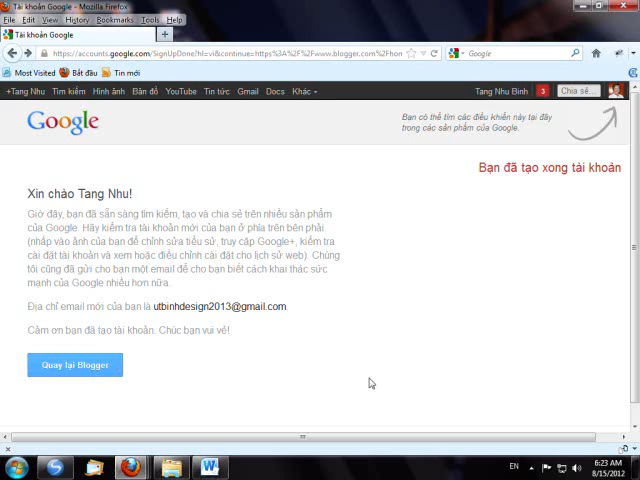 Tài khoản Google - Mozilla Firefox
File Edit View History Bookmarks Tools Help
Tài khoản Google
https://accounts.google.com/SignUpDone?hl=vi&continue=https%3A%2F%2Fwww.blogger.com%2Fhom
Google
Most Visited Bắt đầu Tin mới
+Tang Nhu Tìm kiếm Hình ảnh Bản đồ YouTube Tin tức Gmail Docs Khác
Tang Nhu Binh 3 Chia sẻ...
Google
Bạn có thể tìm các điều khiển này tại đây
trong các sản phẩm của Google.
Bạn đã tạo xong tài khoản
Xin chào Tang Nhu!
Giờ đây, bạn đã sẵn sàng tìm kiếm, tạo và chia sẻ trên nhiều sản phẩm
của Google. Hãy kiểm tra tài khoản mới của bạn ở phía trên bên phải
(nhấp vào ảnh của bạn để chỉnh sửa tiểu sử, truy cập Google+, kiểm tra
cài đặt tài khoản và xem hoặc điều chỉnh cài đặt cho lịch sử web). Chúng
tôi cũng đã gửi cho bạn một email để cho bạn biết cách khai thác sức
mạnh của Google nhiều hơn nữa.
Địa chỉ email mới của bạn là utbinhdesign2013@gmail.com.
Cảm ơn bạn đã tạo tài khoản. Chúc bạn vui vẻ!
Quay lại Blogger
EN
6:23 AM
8/15/2012